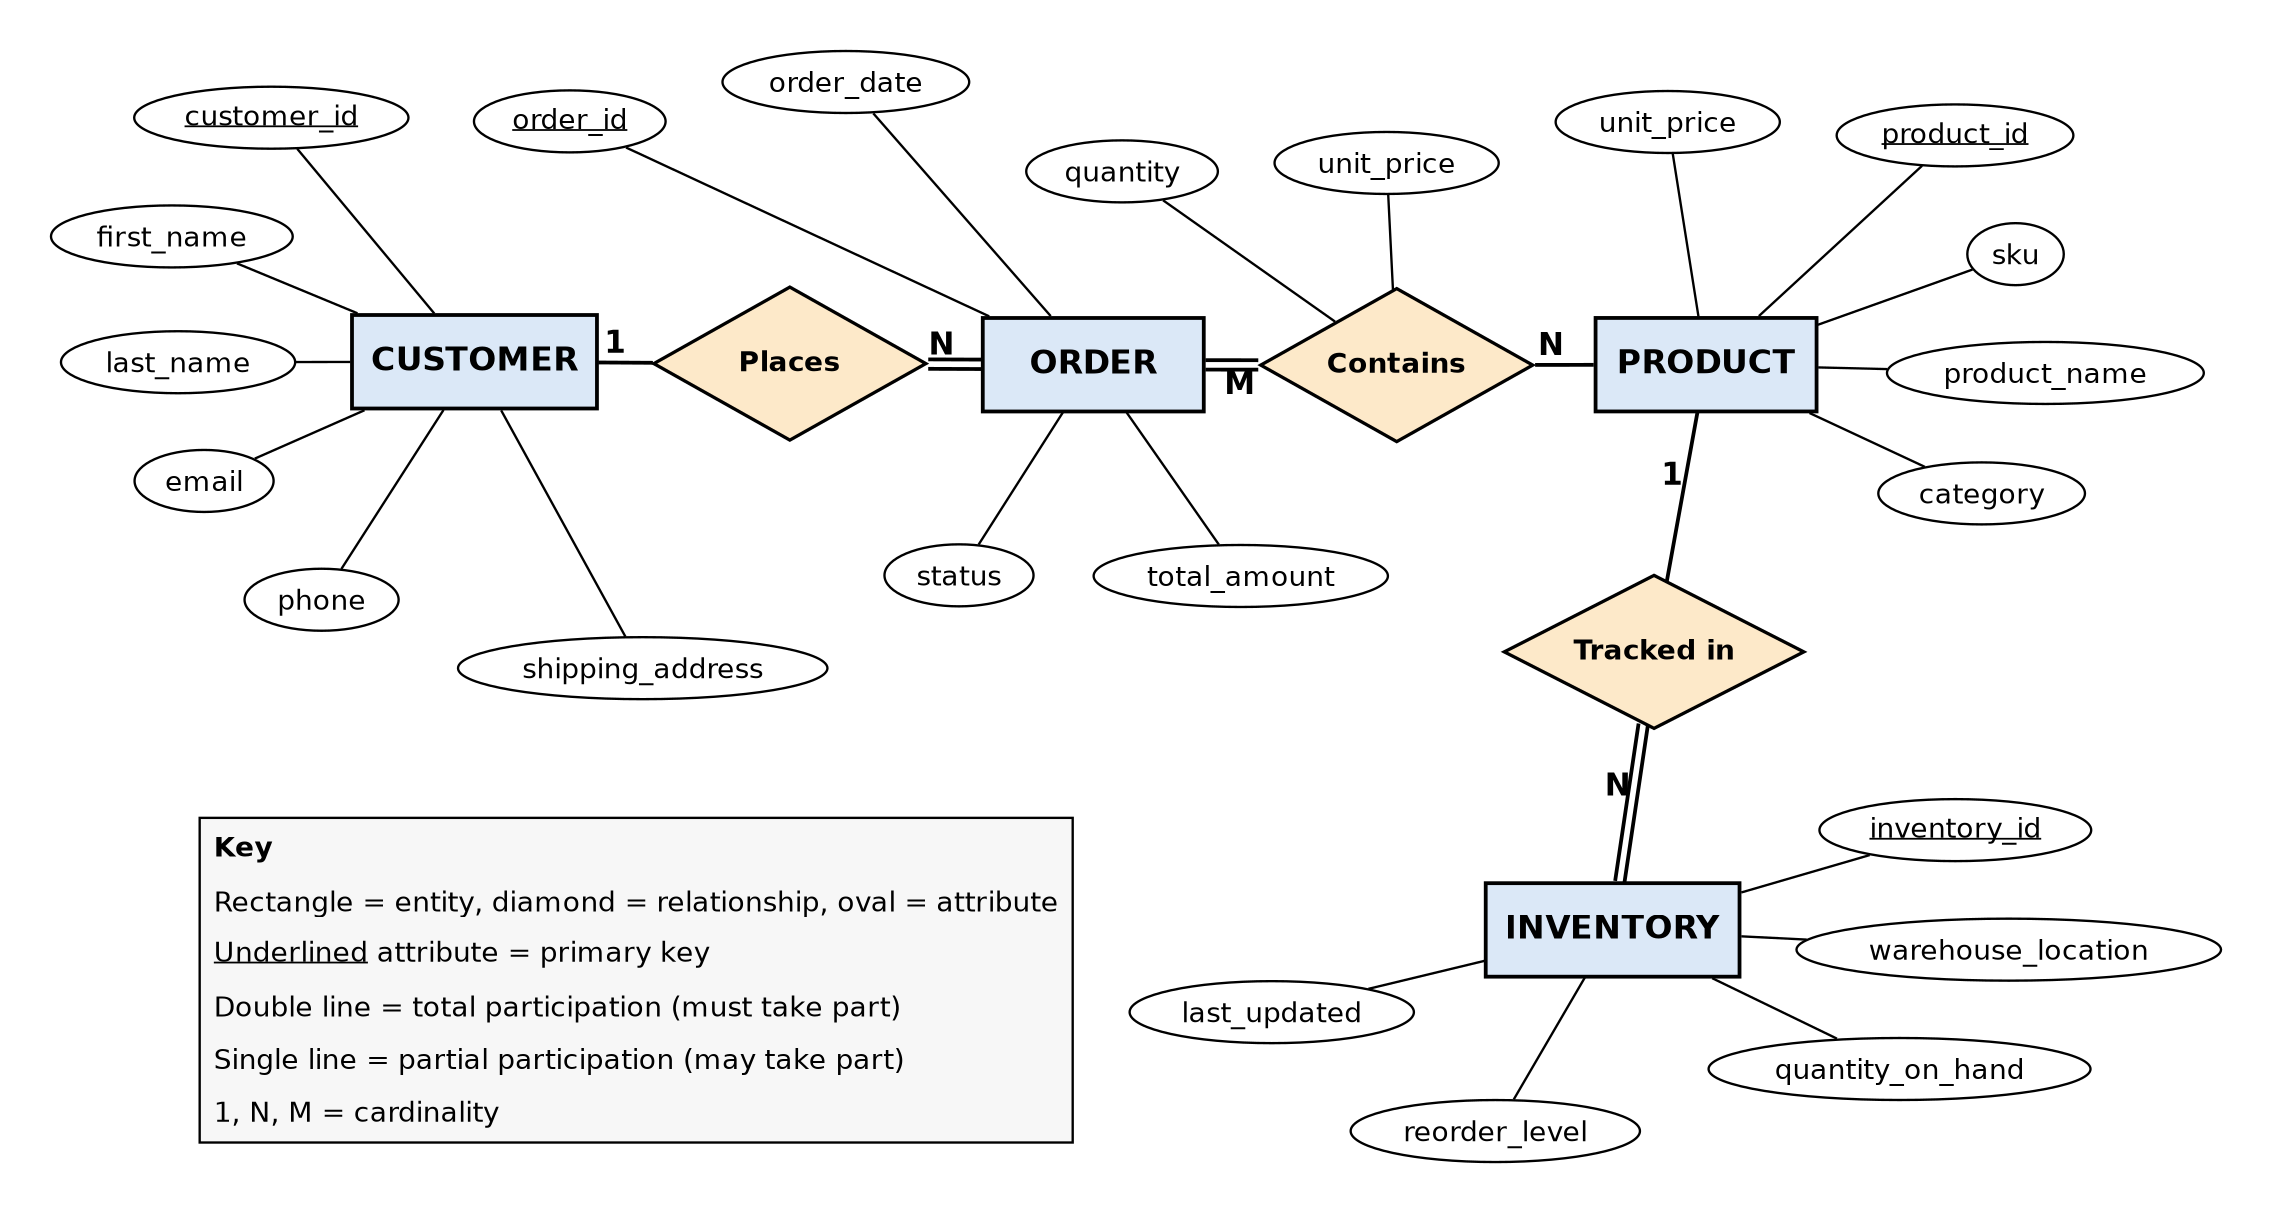 order_date
customer_id
order_id
unit_price
product_id
quantity
unit_price
first_name
sku
CUSTOMER
1
Places
N
ORDER
M
Contains
N
PRODUCT
last_name
product_name
email
1
category
phone
status
total_amount
shipping_address
Tracked in
N
Key
Rectangle = entity, diamond = relationship, oval = attribute
Underlined attribute = primary key
Double line = total participation (must take part)
Single line = partial participation (may take part)
1, N, M = cardinality
inventory_id
INVENTORY
warehouse_location
last_updated
quantity_on_hand
reorder_level